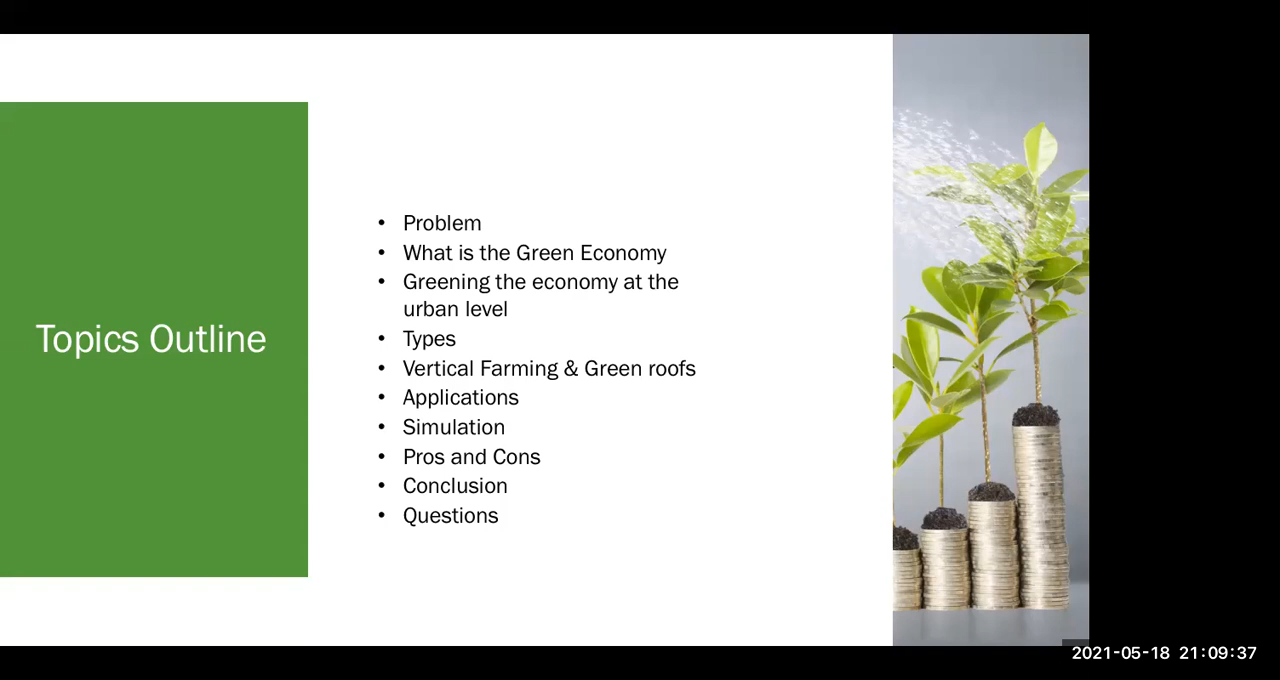 Topics Outline
• Problem
• What is the Green Economy
• Greening the economy at the
urban level
• Types
• Vertical Farming & Green roofs
• Applications
• Simulation
• Pros and Cons
• Conclusion
• Questions
2021-05-18 21:09:37